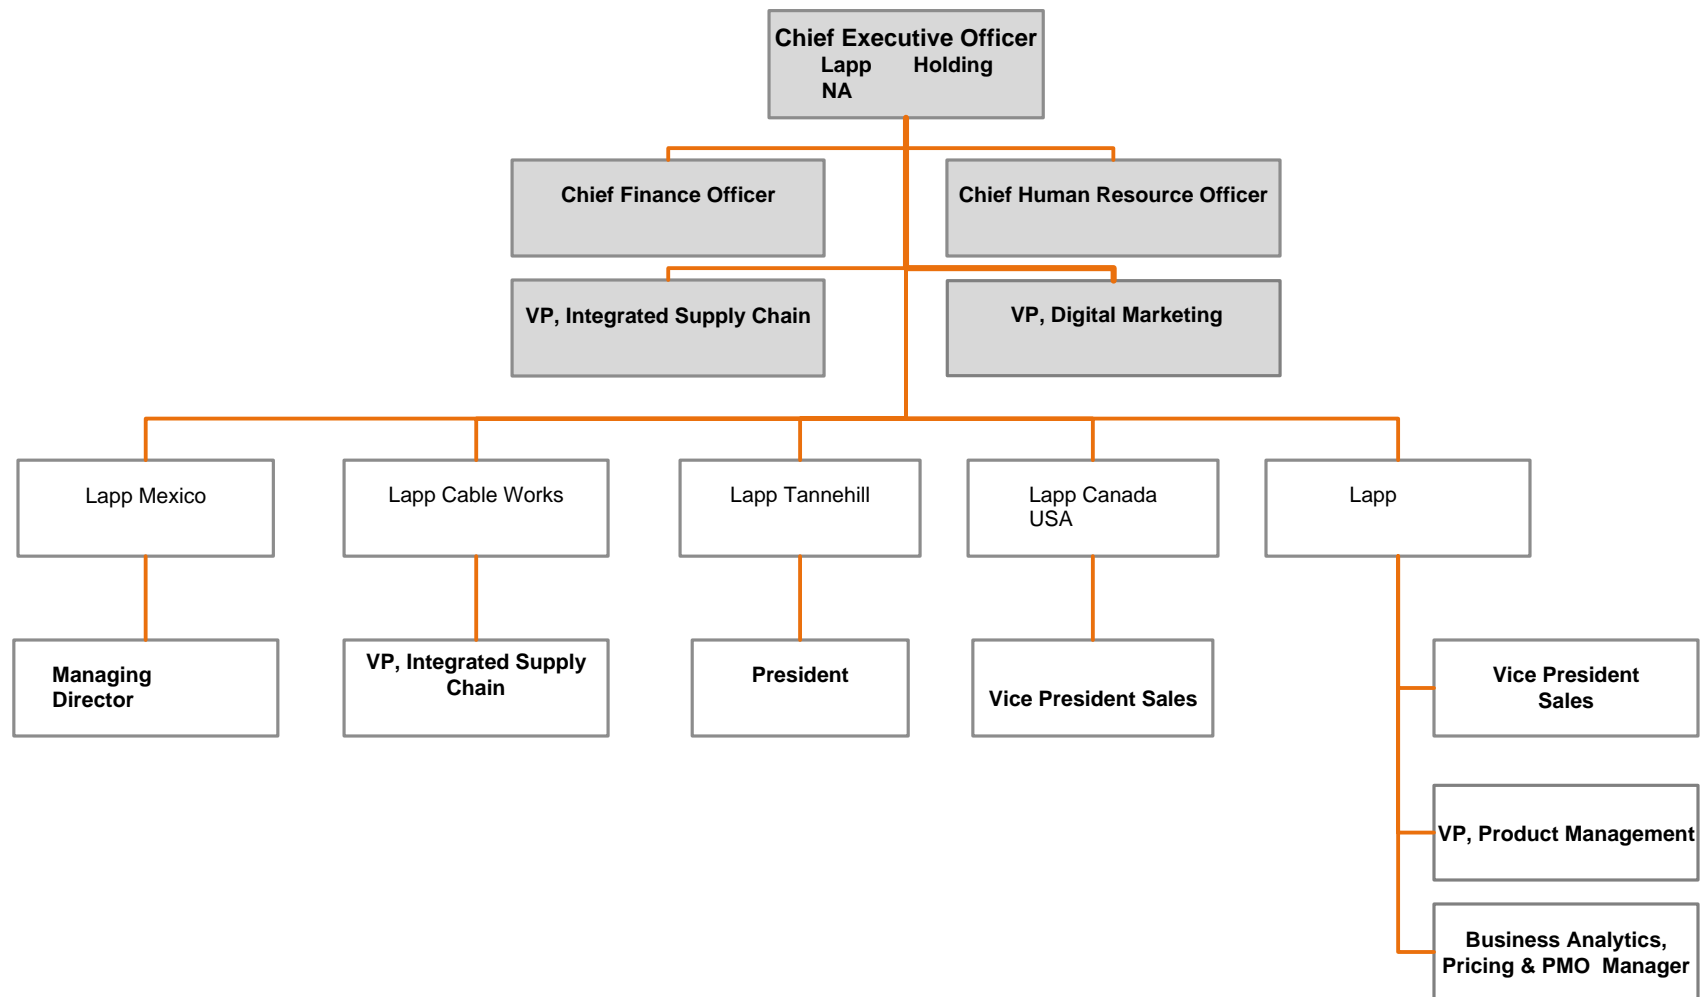 Chief Executive Officer
Lapp Holding
NA
Chief Finance Officer
Chief Human Resource Officer
VP, Integrated Supply Chain
VP, Digital Marketing
Lapp Mexico
Lapp Cable Works
Lapp Tannehill
Lapp Canada
USA
Lapp
Managing
Director
VP, Integrated Supply
Chain
President
Vice President Sales
Vice President
Sales
VP, Product Management
Business Analytics,
Pricing & PMO Manager